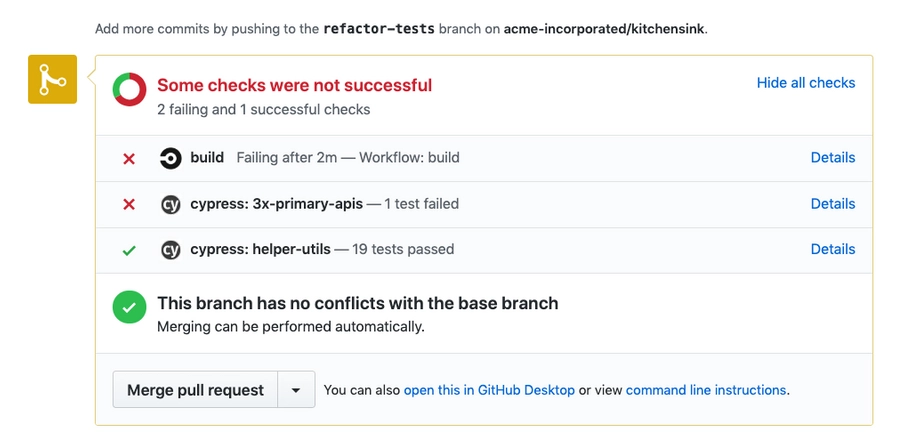 Add more commits by pushing to the refactor-tests branch on acme-incorporated/kitchensink.
Some checks were not successful
Hide all checks
2 failing and 1 successful checks
build Failing after 2m — Workflow: build
Details
cy cypress: 3x-primary-apis — 1 test failed
Details
cy cypress: helper-utils — 19 tests passed
Details
This branch has no conflicts with the base branch
Merging can be performed automatically.
Merge pull request
You can also open this in GitHub Desktop or view command line instructions.